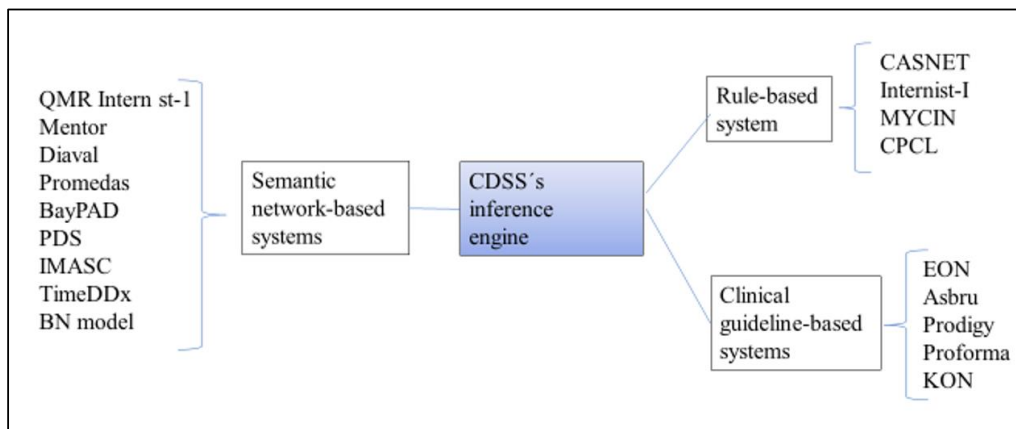 QMR Intern st-1
Mentor
Diaval
Promedas
BayPAD
PDS
IMASC
TimeDDx
BN model
Semantic
network-based
systems
CDSS´s
inference
engine
Rule-based
system
CASNET
Internist-I
MYCIN
CPCL
Clinical
guideline-based
systems
EON
Asbru
Prodigy
Proforma
KON